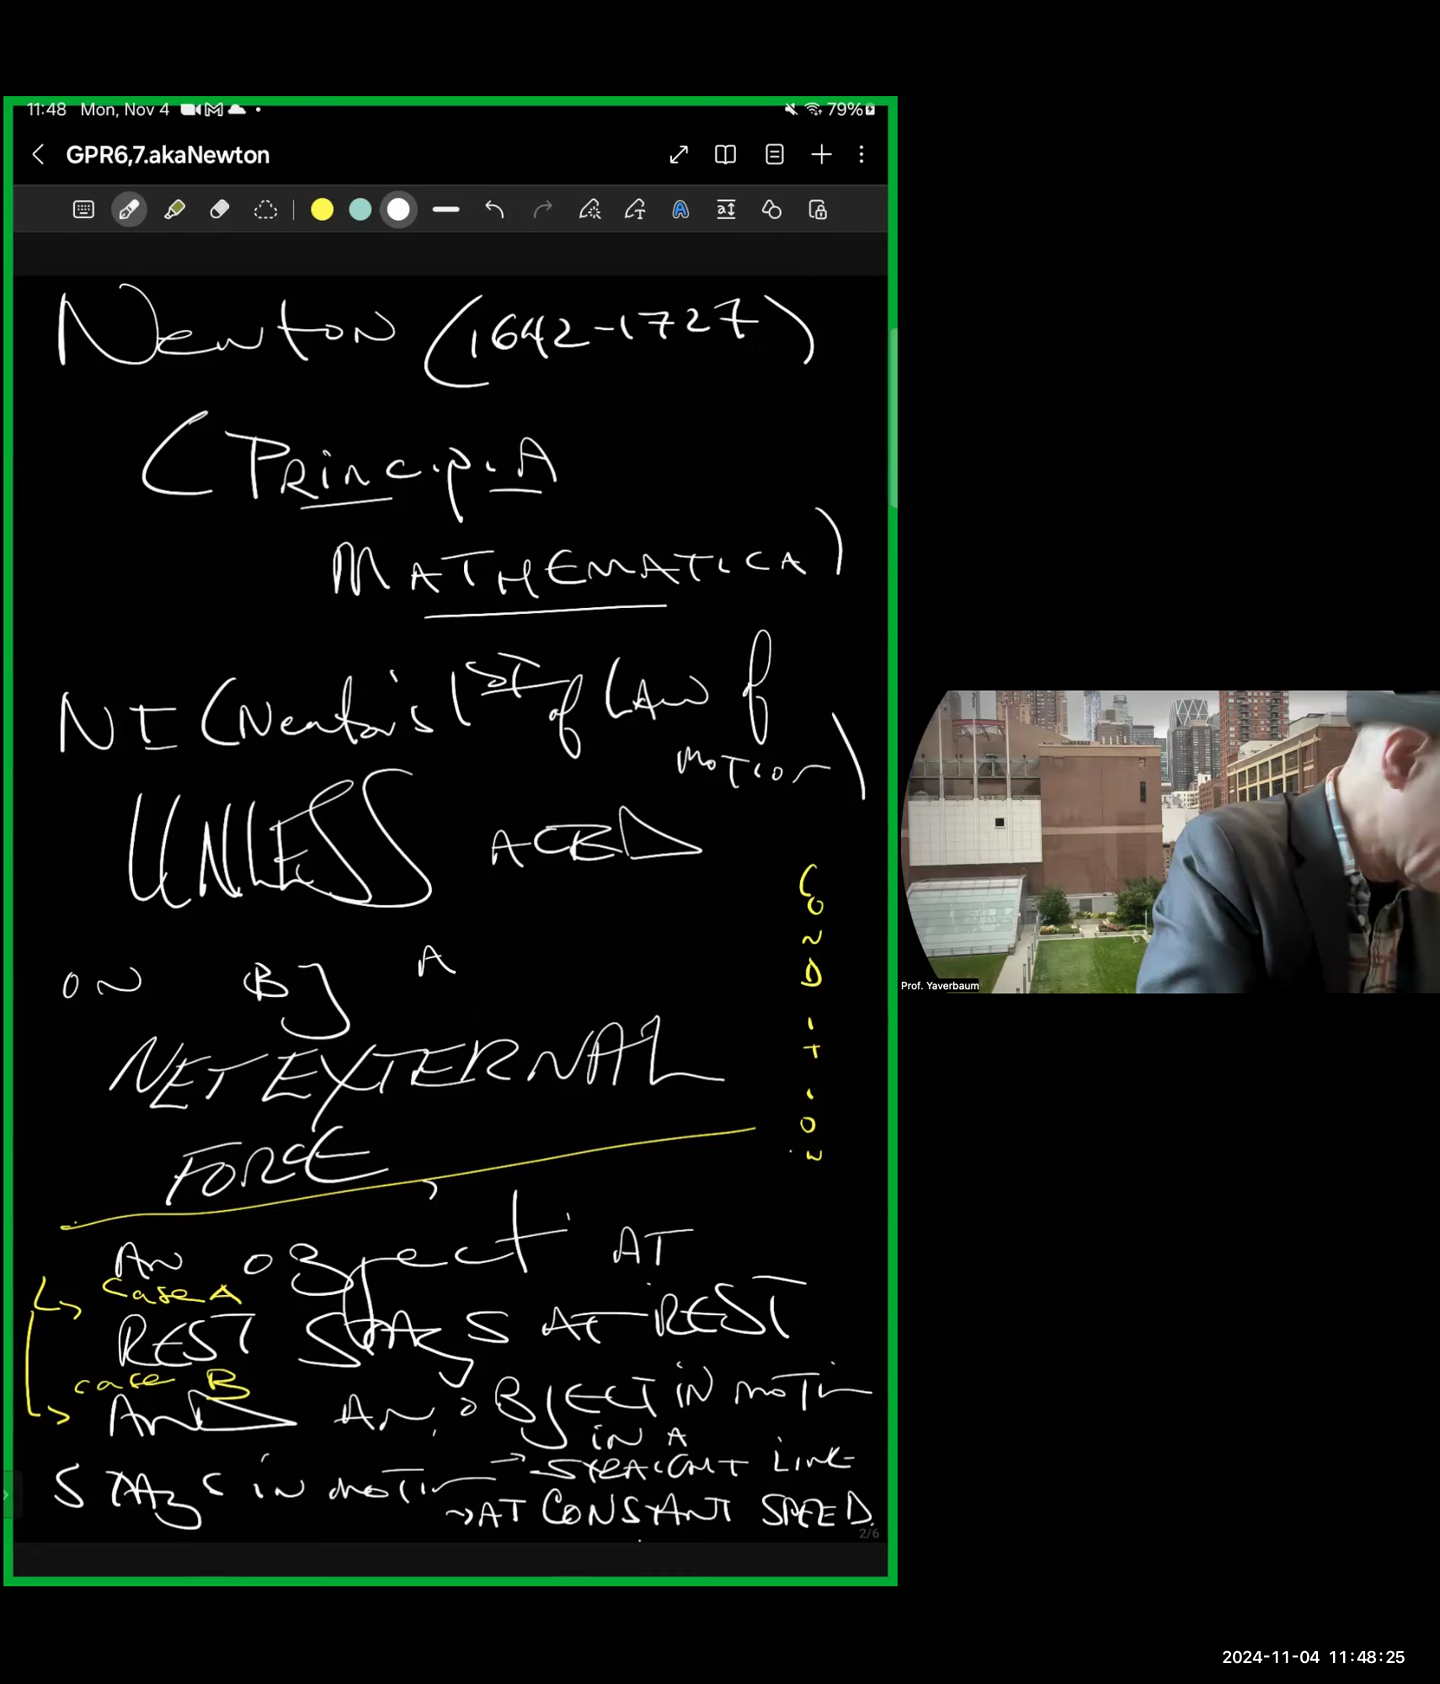 11:48 Mon, Nov 4 79%
GPR6,7.akaNewton
Newton (1642-1727)
(Principia
MATHEMATICA)
NI (Newton's 1ST of Law of
motion)
UNLESS ACTED
ON By A
NET EXTERNAL
FORCE,
CONDITION
AN object AT
Case A
REST STAyS AT REST
case B
AND AN OBJECT IN motion
STAyS in motion → IN A
STRAIGHT LINE
→ AT CONSTANT SPEED.
2/6
Prof. Yaverbaum
2024-11-04 11:48:25